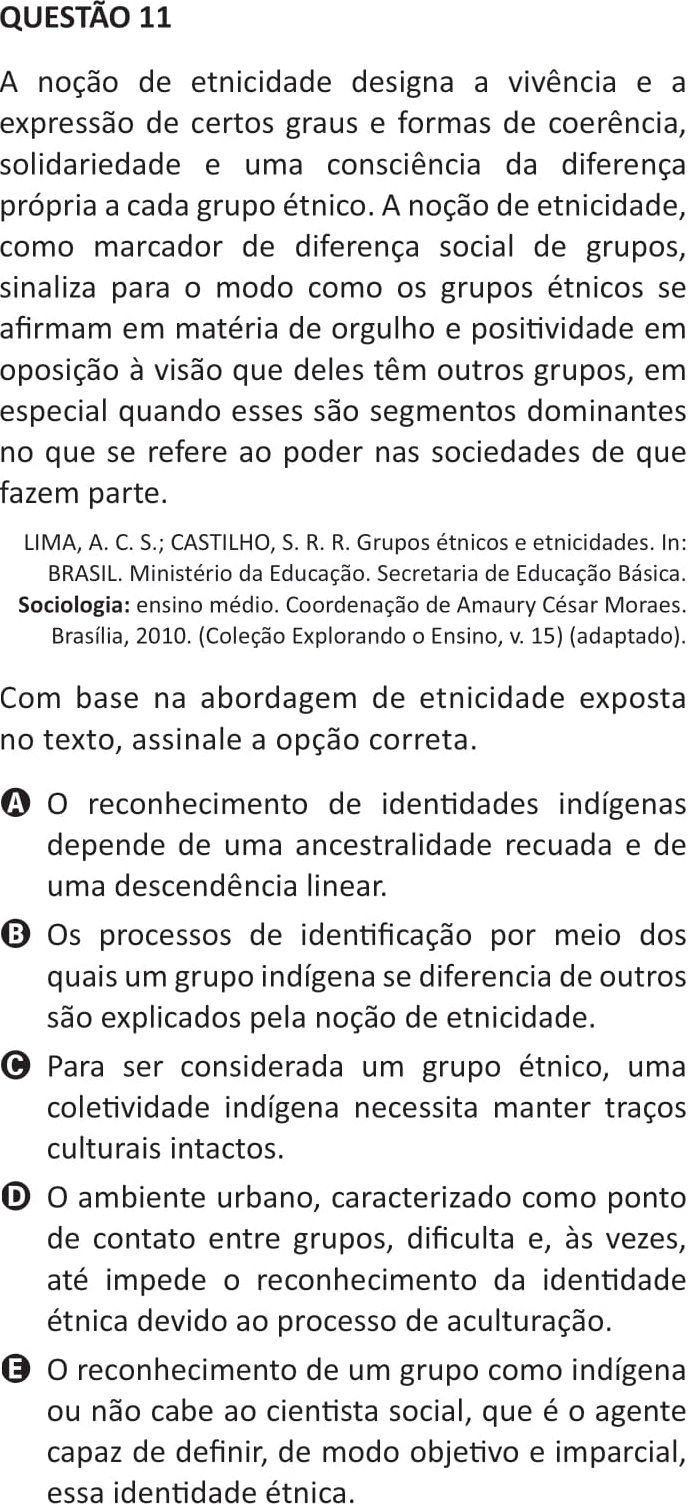 QUESTÃO 11
A noção de etnicidade designa a vivência e a
expressão de certos graus e formas de coerência,
solidariedade e uma consciência da diferença
própria a cada grupo étnico. A noção de etnicidade,
como marcador de diferença social de grupos,
sinaliza para o modo como os grupos étnicos se
afirmam em matéria de orgulho e positividade em
oposição à visão que deles têm outros grupos, em
especial quando esses são segmentos dominantes
no que se refere ao poder nas sociedades de que
fazem parte.
LIMA, A. C. S.; CASTILHO, S. R. R. Grupos étnicos e etnicidades. In:
BRASIL. Ministério da Educação. Secretaria de Educação Básica.
Sociologia: ensino médio. Coordenação de Amaury César Moraes.
Brasília, 2010. (Coleção Explorando o Ensino, v. 15) (adaptado).
Com base na abordagem de etnicidade exposta
no texto, assinale a opção correta.
A O reconhecimento de identidades indígenas
depende de uma ancestralidade recuada e de
uma descendência linear.
B Os processos de identificação por meio dos
quais um grupo indígena se diferencia de outros
são explicados pela noção de etnicidade.
C Para ser considerada um grupo étnico, uma
coletividade indígena necessita manter traços
culturais intactos.
D O ambiente urbano, caracterizado como ponto
de contato entre grupos, dificulta e, às vezes,
até impede o reconhecimento da identidade
étnica devido ao processo de aculturação.
E O reconhecimento de um grupo como indígena
ou não cabe ao cientista social, que é o agente
capaz de definir, de modo objetivo e imparcial,
essa identidade étnica.